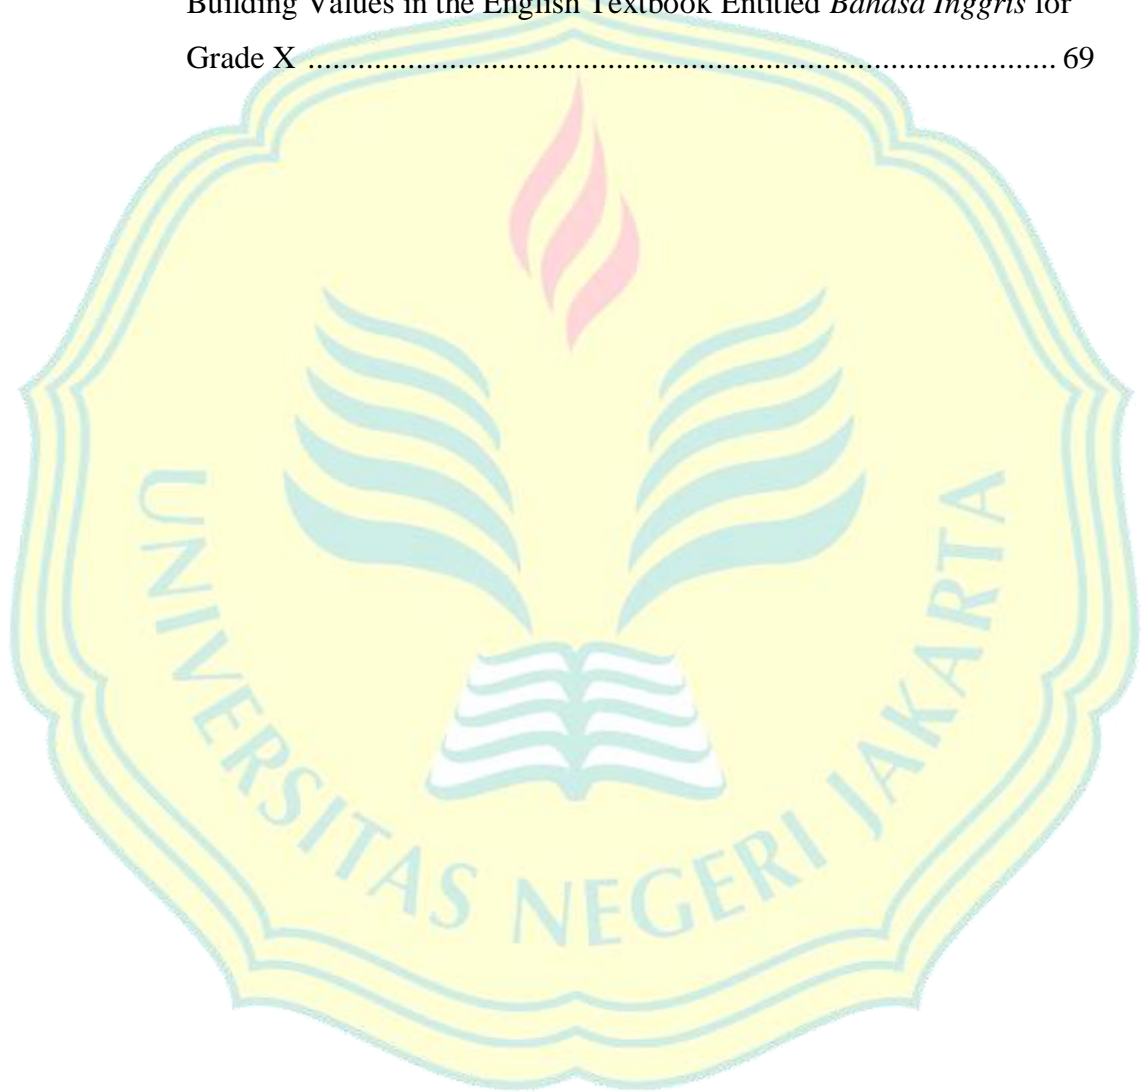 Building Values in the English Textbook Entitled Bahasa Inggris for
Grade X ................................................................................ 69
UNIVERSITAS NEGERI JAKARTA